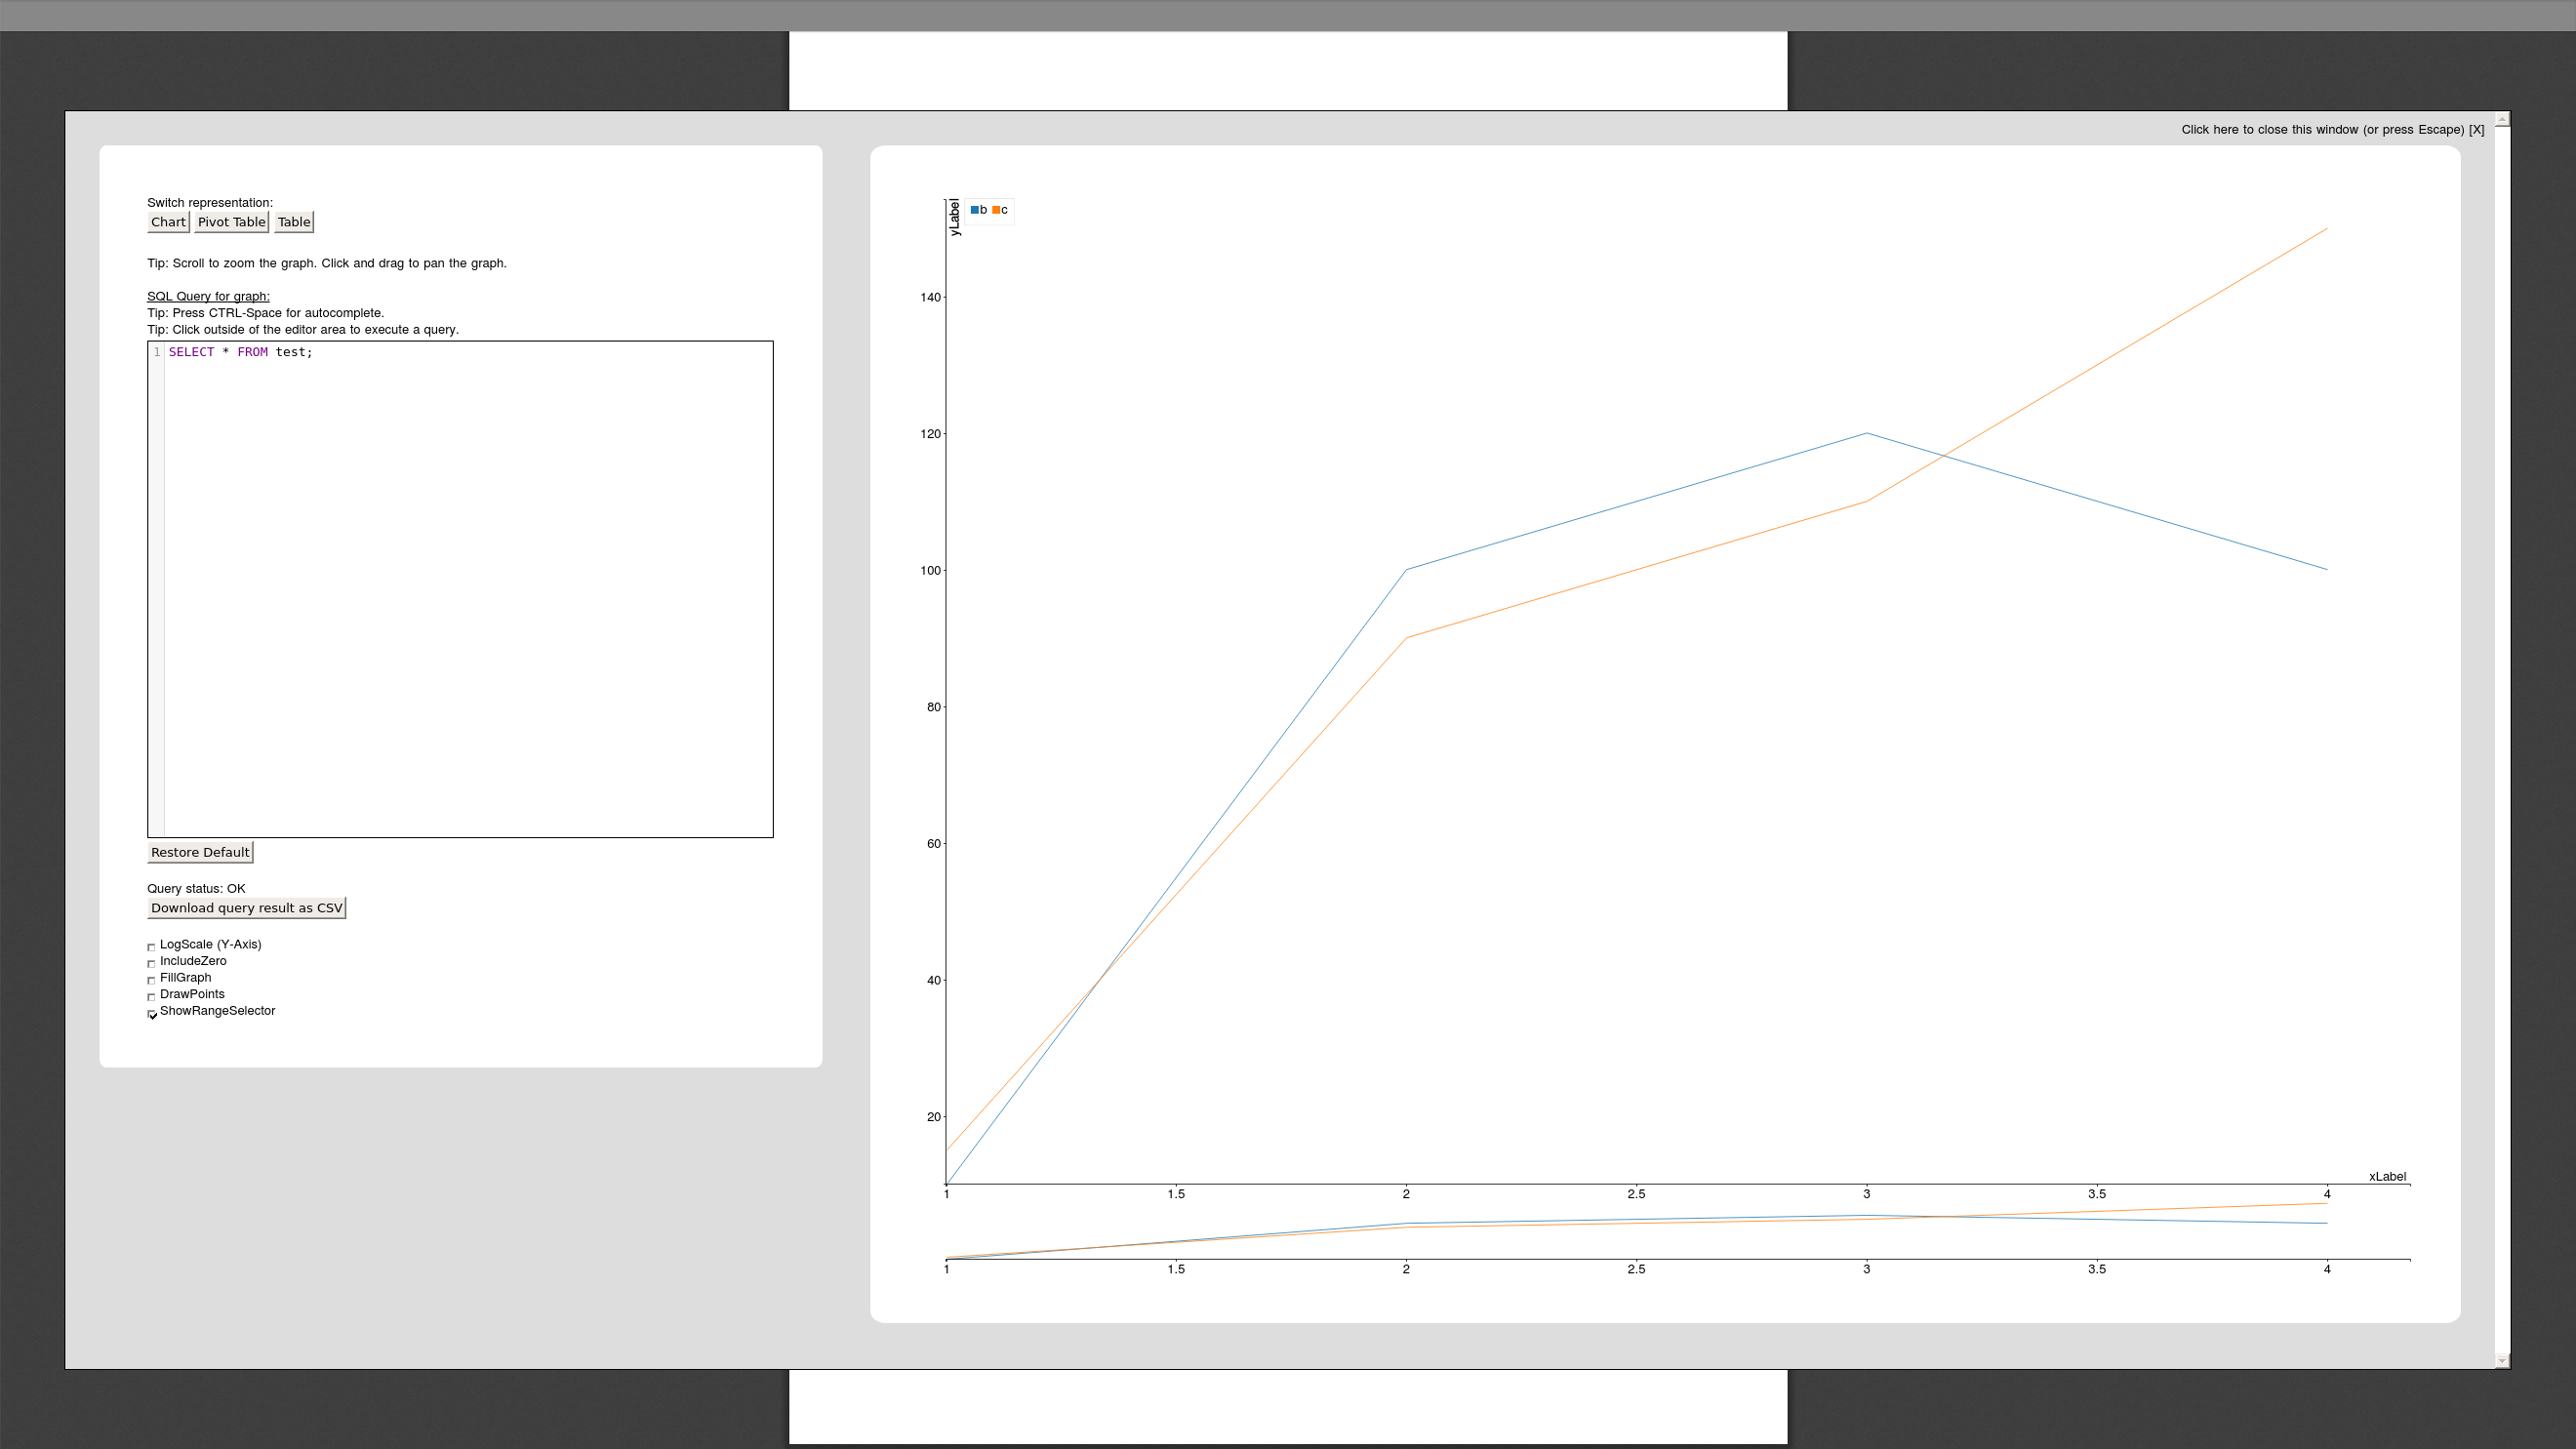 Click here to close this window (or press Escape) [X]
Switch representation:
Chart Pivot Table Table
Tip: Scroll to zoom the graph. Click and drag to pan the graph.
SQL Query for graph:
Tip: Press CTRL-Space for autocomplete.
Tip: Click outside of the editor area to execute a query.
1 SELECT * FROM test;
Restore Default
Query status: OK
Download query result as CSV
LogScale (Y-Axis)
IncludeZero
FillGraph
DrawPoints
ShowRangeSelector
yLabel
b c
140
120
100
80
60
40
20
xLabel
1 1.5 2 2.5 3 3.5 4
1 1.5 2 2.5 3 3.5 4